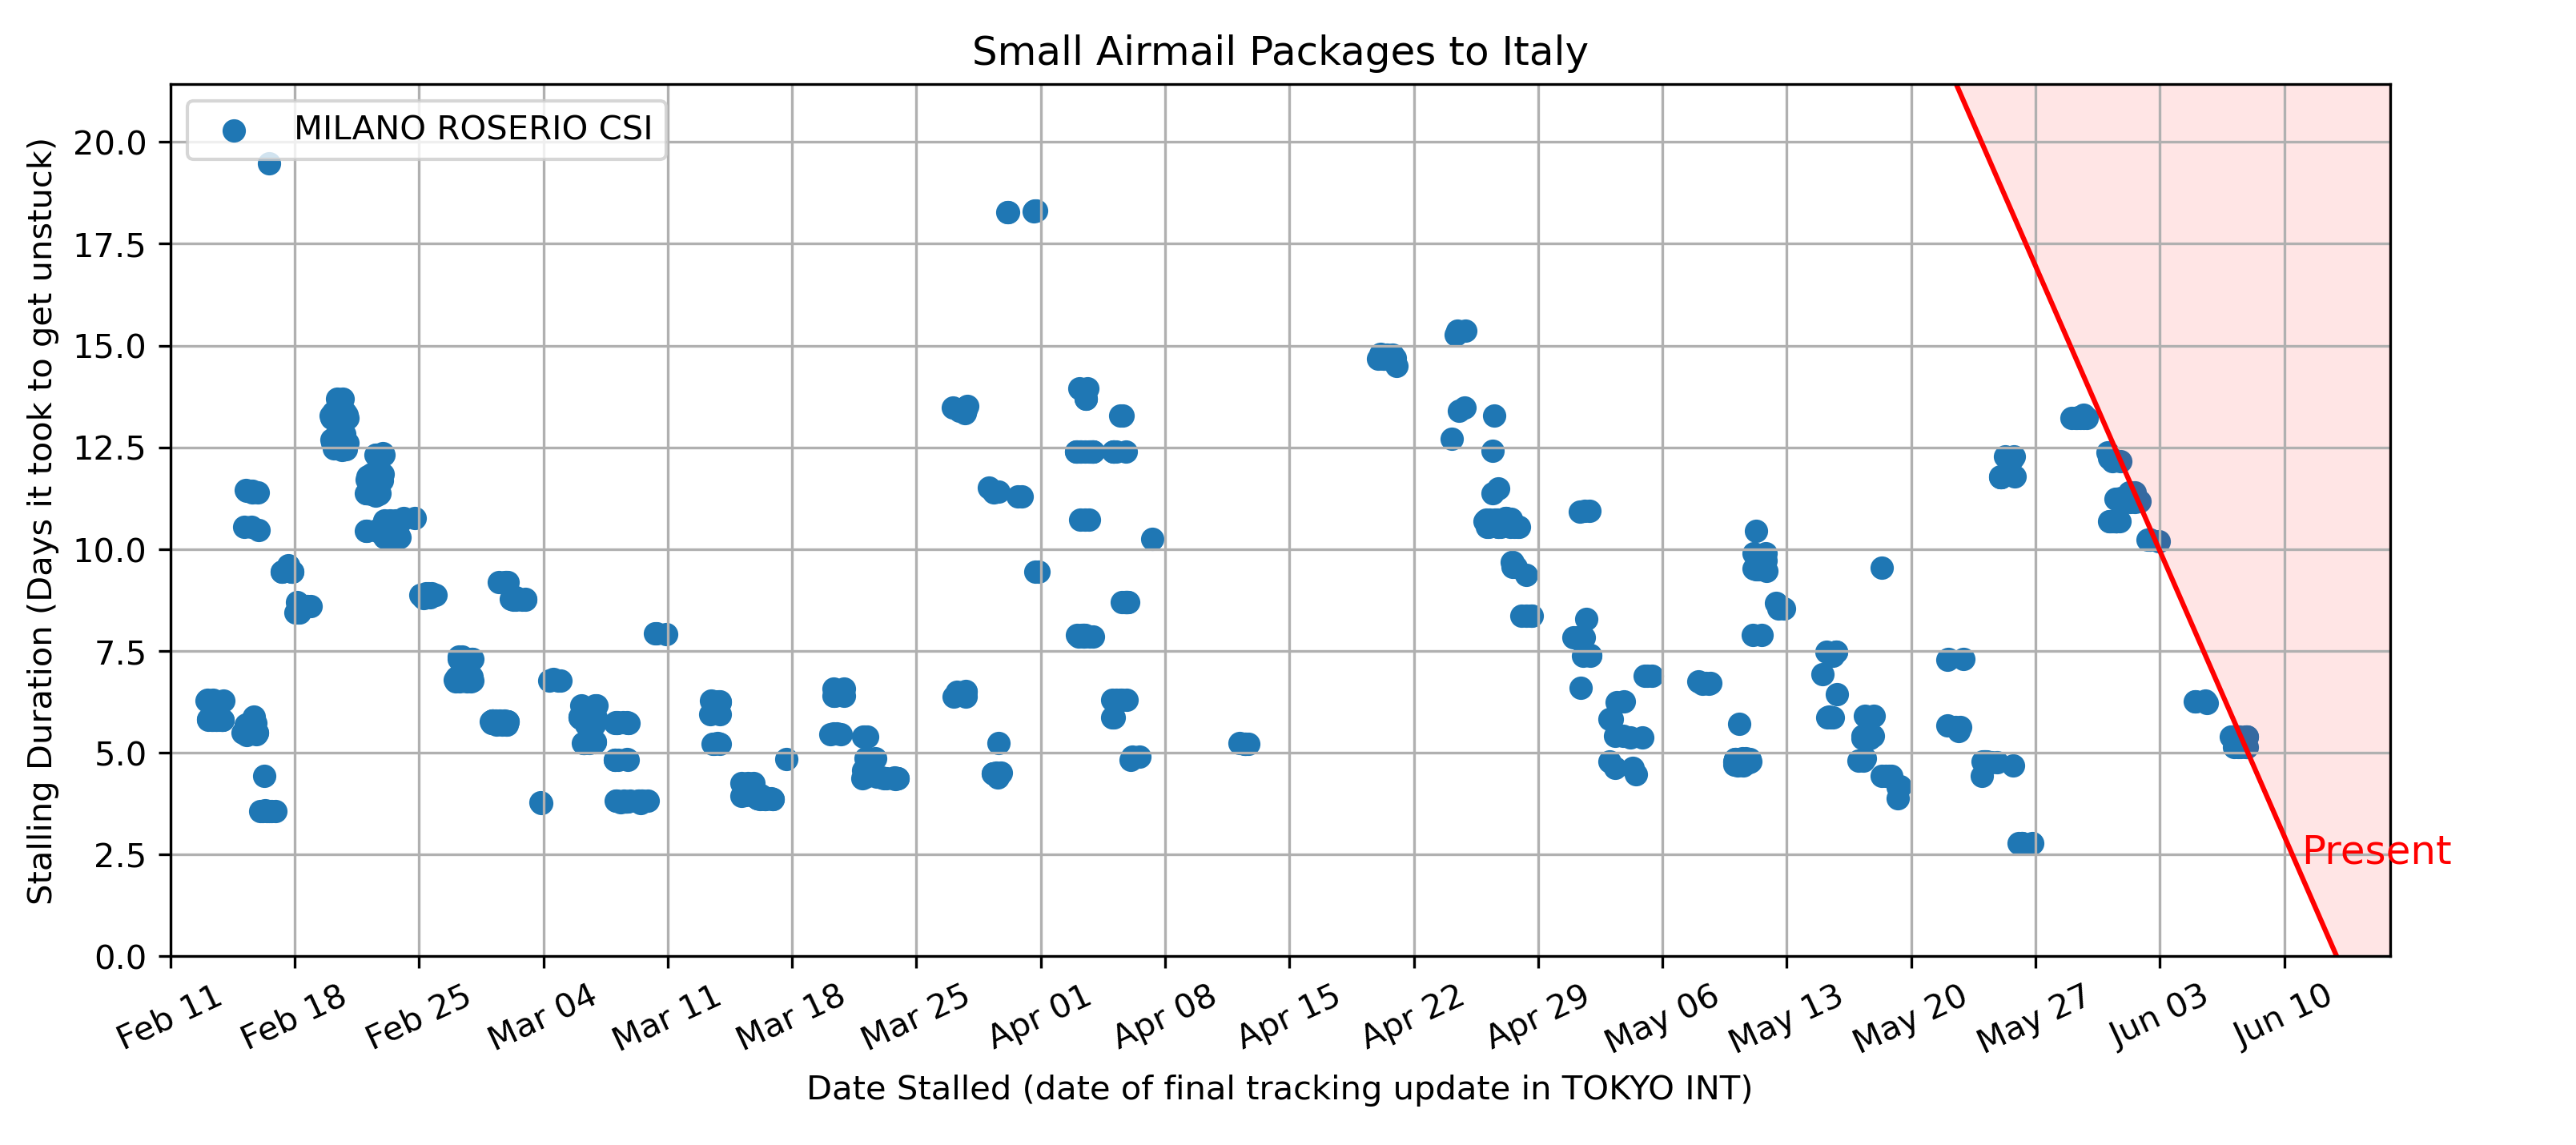 Small Airmail Packages to Italy
MILANO ROSERIO CSI
Stalling Duration (Days it took to get unstuck)
20.0
17.5
15.0
12.5
10.0
7.5
5.0
2.5
0.0
Present
Feb 11
Feb 18
Feb 25
Mar 04
Mar 11
Mar 18
Mar 25
Apr 01
Apr 08
Apr 15
Apr 22
Apr 29
May 06
May 13
May 20
May 27
Jun 03
Jun 10
Date Stalled (date of final tracking update in TOKYO INT)